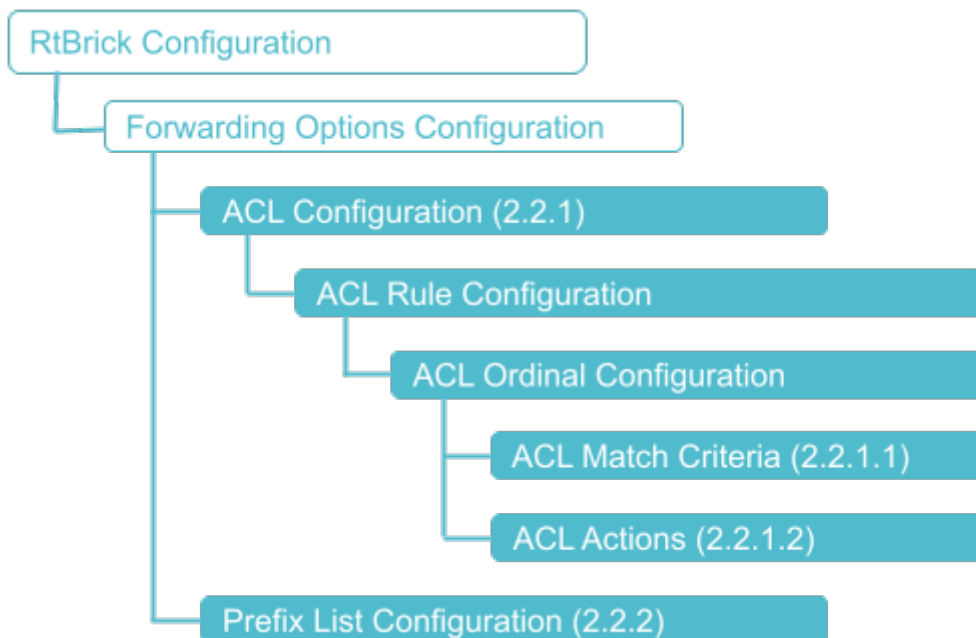 RtBrick Configuration
Forwarding Options Configuration
ACL Configuration (2.2.1)
ACL Rule Configuration
ACL Ordinal Configuration
ACL Match Criteria (2.2.1.1)
ACL Actions (2.2.1.2)
Prefix List Configuration (2.2.2)